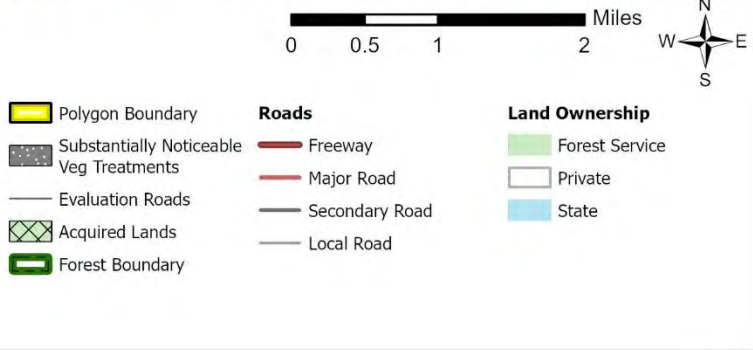 Miles
0 0.5 1 2
N
W E
S
Polygon Boundary
Substantially Noticeable
Veg Treatments
Evaluation Roads
Acquired Lands
Forest Boundary
Roads
Freeway
Major Road
Secondary Road
Local Road
Land Ownership
Forest Service
Private
State